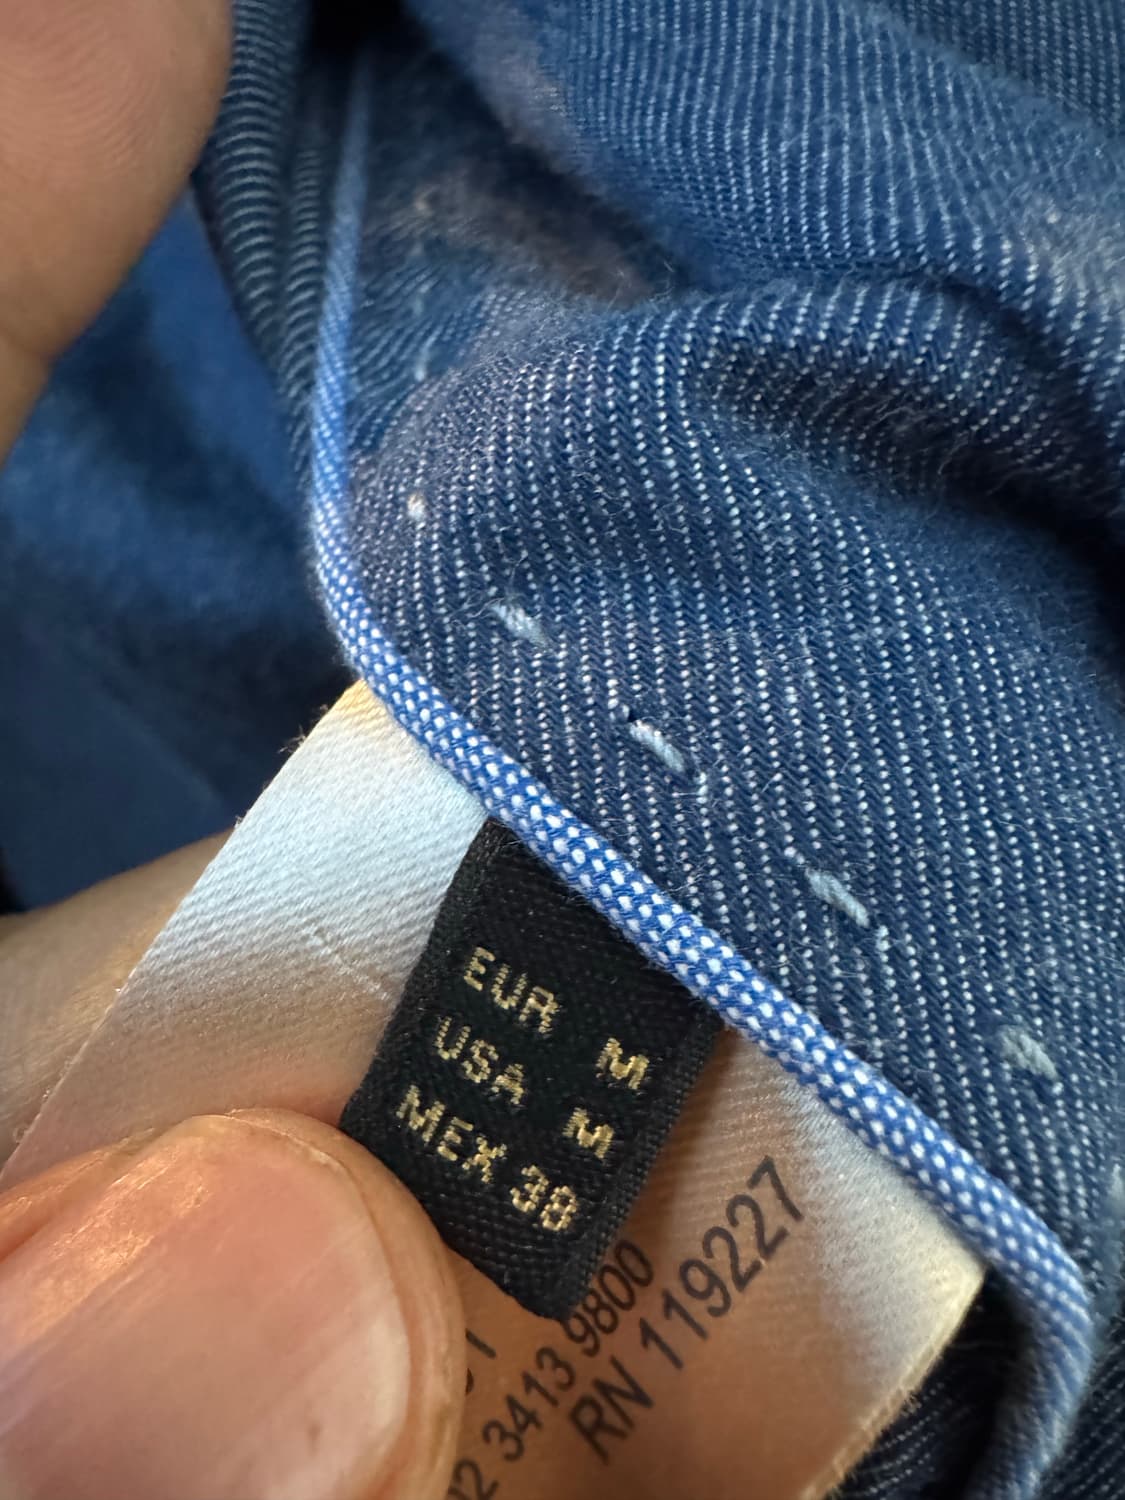 EUR M
USA M
MEX 38
3413 9800
RN 119227